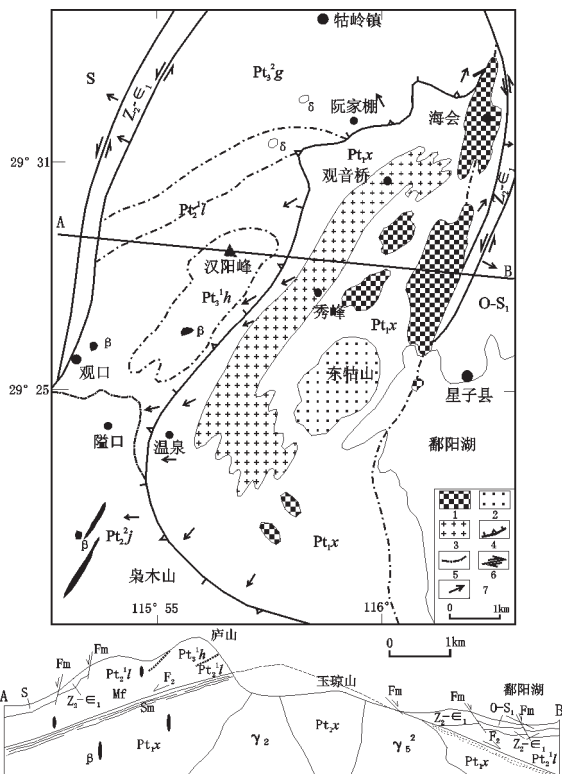 牯岭镇
S
Z₂-∈₁
Pt₃²g
δ
阮家棚
海会
δ
29° 31
Pt₁x
观音桥
Z₂-∈₁
Pt₂¹l
A
汉阳峰
B
Pt₃¹h
秀峰
O-S₁
β
β
Pt₁x
观口
东牯山
星子县
29° 25
隘口
温泉
鄱阳湖
Pt₂²j
β
Pt₁x
枭木山
1
2
3
4
5
6
7
0 1km
115° 55
116°
0 1km
庐山
A
S
Fm
Fm
Z₂-∈₁
Pt₂¹l
Pt₃¹h
Pt₂¹l
Mf
F₂
Sm
β
Pt₁x
玉琼山
γ₂
Pt₂x
γ₅²
Fm
Fm
鄱阳湖
O-S₁
Fm
Z₂-∈₁
F₂
Z₂-∈₁
Pt₁x
Pt₂¹l
B